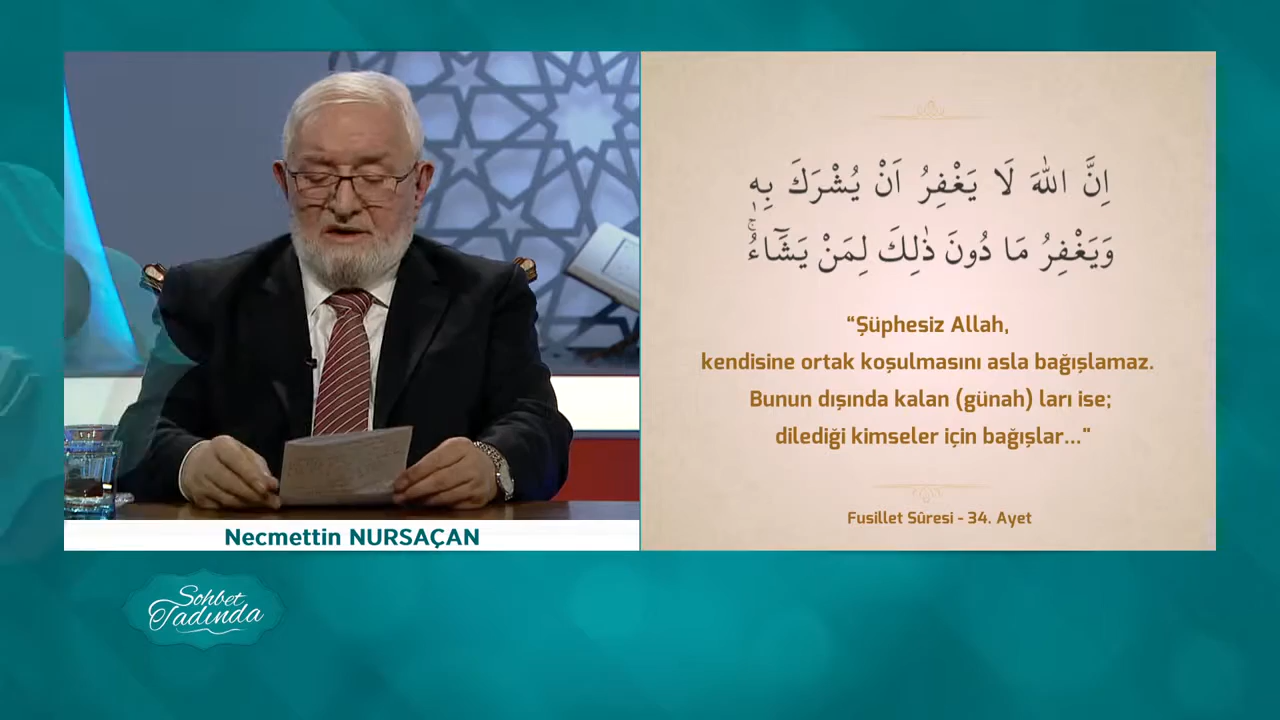 اِنَّ اللّٰهَ لَا يَغْفِرُ اَنْ يُشْرَكَ بِهٖ
وَيَغْفِرُ مَا دُونَ ذٰلِكَ لِمَنْ يَشَٓاءُۚ
“Şüphesiz Allah,
kendisine ortak koşulmasını asla bağışlamaz.
Bunun dışında kalan (günah) ları ise;
dilediği kimseler için bağışlar..."
Fusillet Sûresi - 34. Ayet
Necmettin NURSAÇAN
Sohbet
Tadında